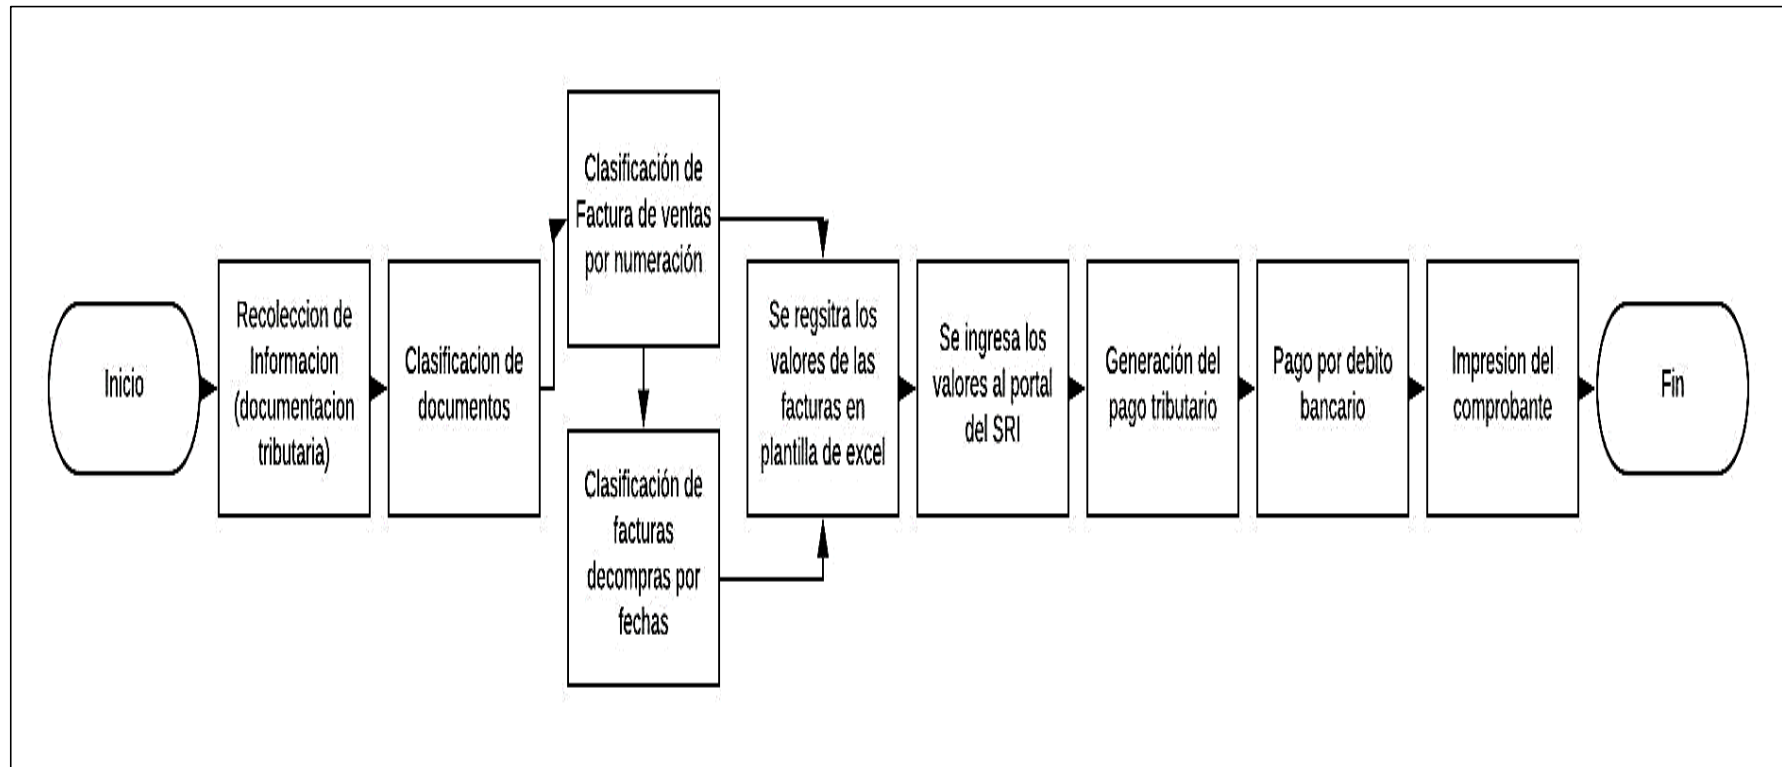 Inicio
Recoleccion de
Informacion
(documentacion
tributaria)
Clasificacion de
documentos
Clasificación de
Factura de ventas
por numeración
Clasificación de
facturas
decompras por
fechas
Se regsitra los
valores de las
facturas en
plantilla de excel
Se ingresa los
valores al portal
del SRI
Generación del
pago tributario
Pago por debito
bancario
Impresion del
comprobante
Fin